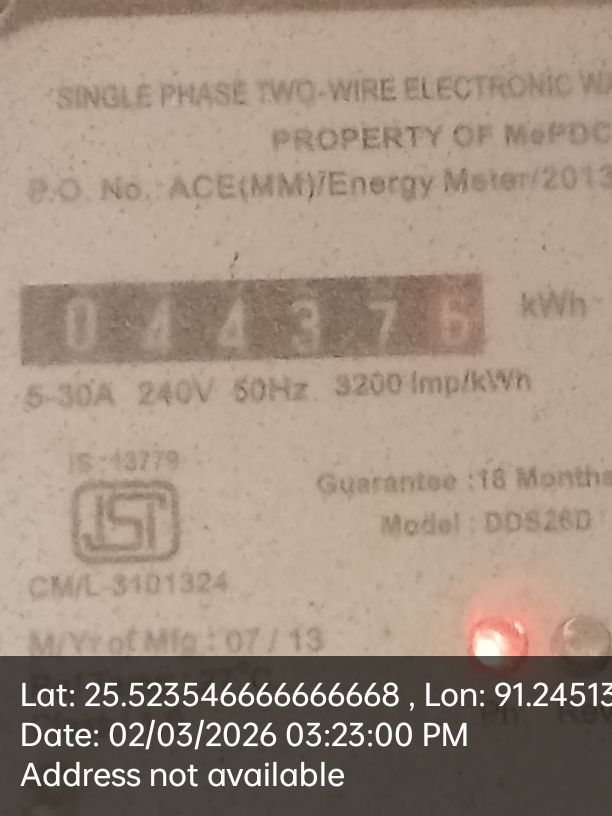 SINGLE PHASE TWO-WIRE ELECTRONIC WA
PROPERTY OF MePDC
P.O. No.: ACE(MM)/Energy Meter/2013
0 4 4 3 7 6 kWh
5-30A 240V 50Hz 3200 Imp/kWh
IS-13779
ISI
Guarantee :18 Months
Model : DDS26D
CM/L-3101324
M/Yr of Mfg : 07 / 13
Lat: 25.523546666666668 , Lon: 91.24513
Date: 02/03/2026 03:23:00 PM
Address not available